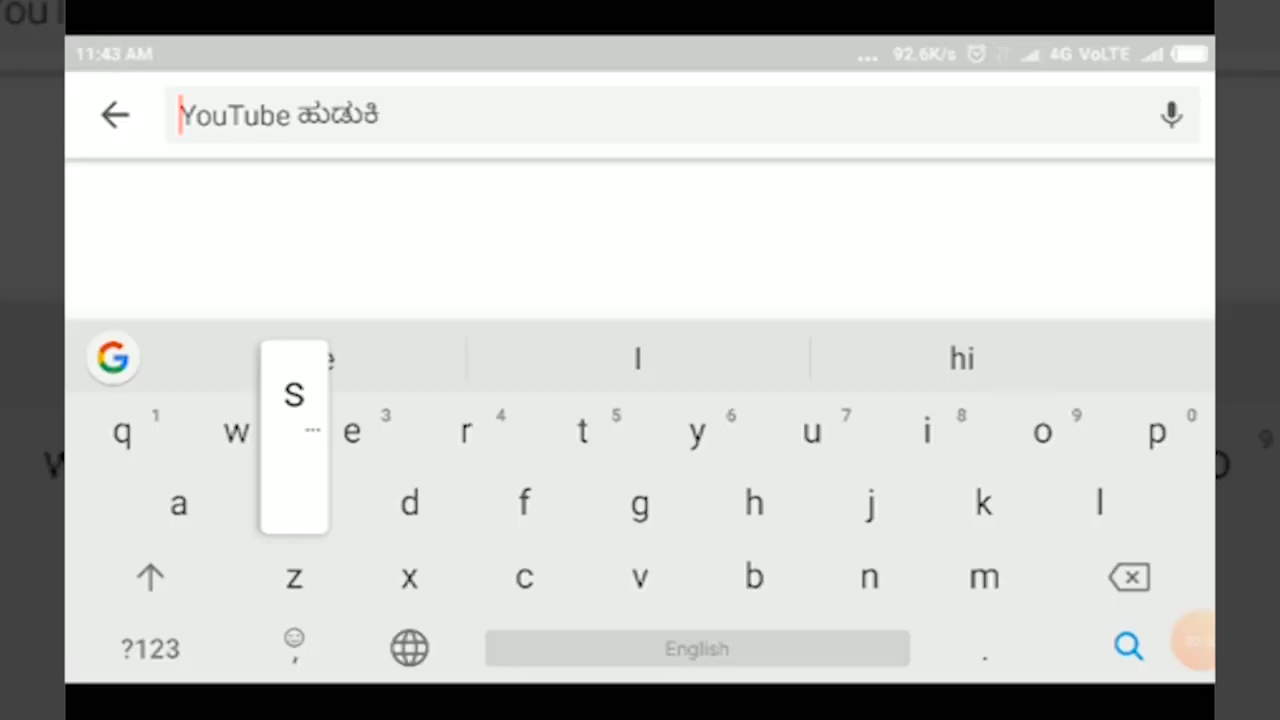 11:43 AM ... 92.6K/s 4G VoLTE
YouTube ಹುಡುಕಿ
I hi
q 1 w e 3 r 4 t 5 y 6 u 7 i 8 o 9 p 0
S
a d f g h j k l
z x c v b n m
?123 , English .